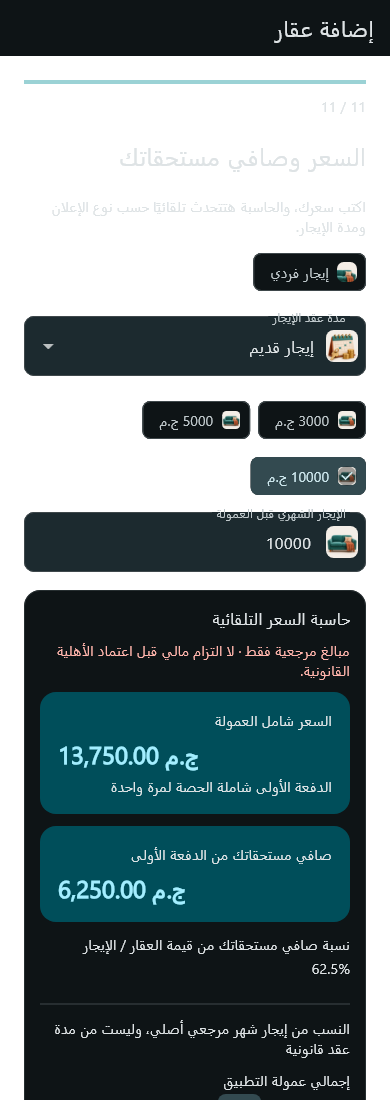 إضافة عقار
11 / 11
السعر وصافي مستحقاتك
اكتب سعرك، والحاسبة هتتحدث تلقائيًا حسب نوع الإعلان
ومدة الإيجار.
إيجار فردي
مدة عقد الإيجار
إيجار قديم
3000 ج.م
5000 ج.م
10000 ج.م
الإيجار الشهري قبل العمولة
10000
حاسبة السعر التلقائية
مبالغ مرجعية فقط · لا التزام مالي قبل اعتماد الأهلية
القانونية.
السعر شامل العمولة
13,750.00 ج.م
الدفعة الأولى شاملة الحصة لمرة واحدة
صافي مستحقاتك من الدفعة الأولى
6,250.00 ج.م
نسبة صافي مستحقاتك من قيمة العقار / الإيجار
62.5%
النسب من إيجار شهر مرجعي أصلي، وليست من مدة
عقد قانونية
إجمالي عمولة التطبيق